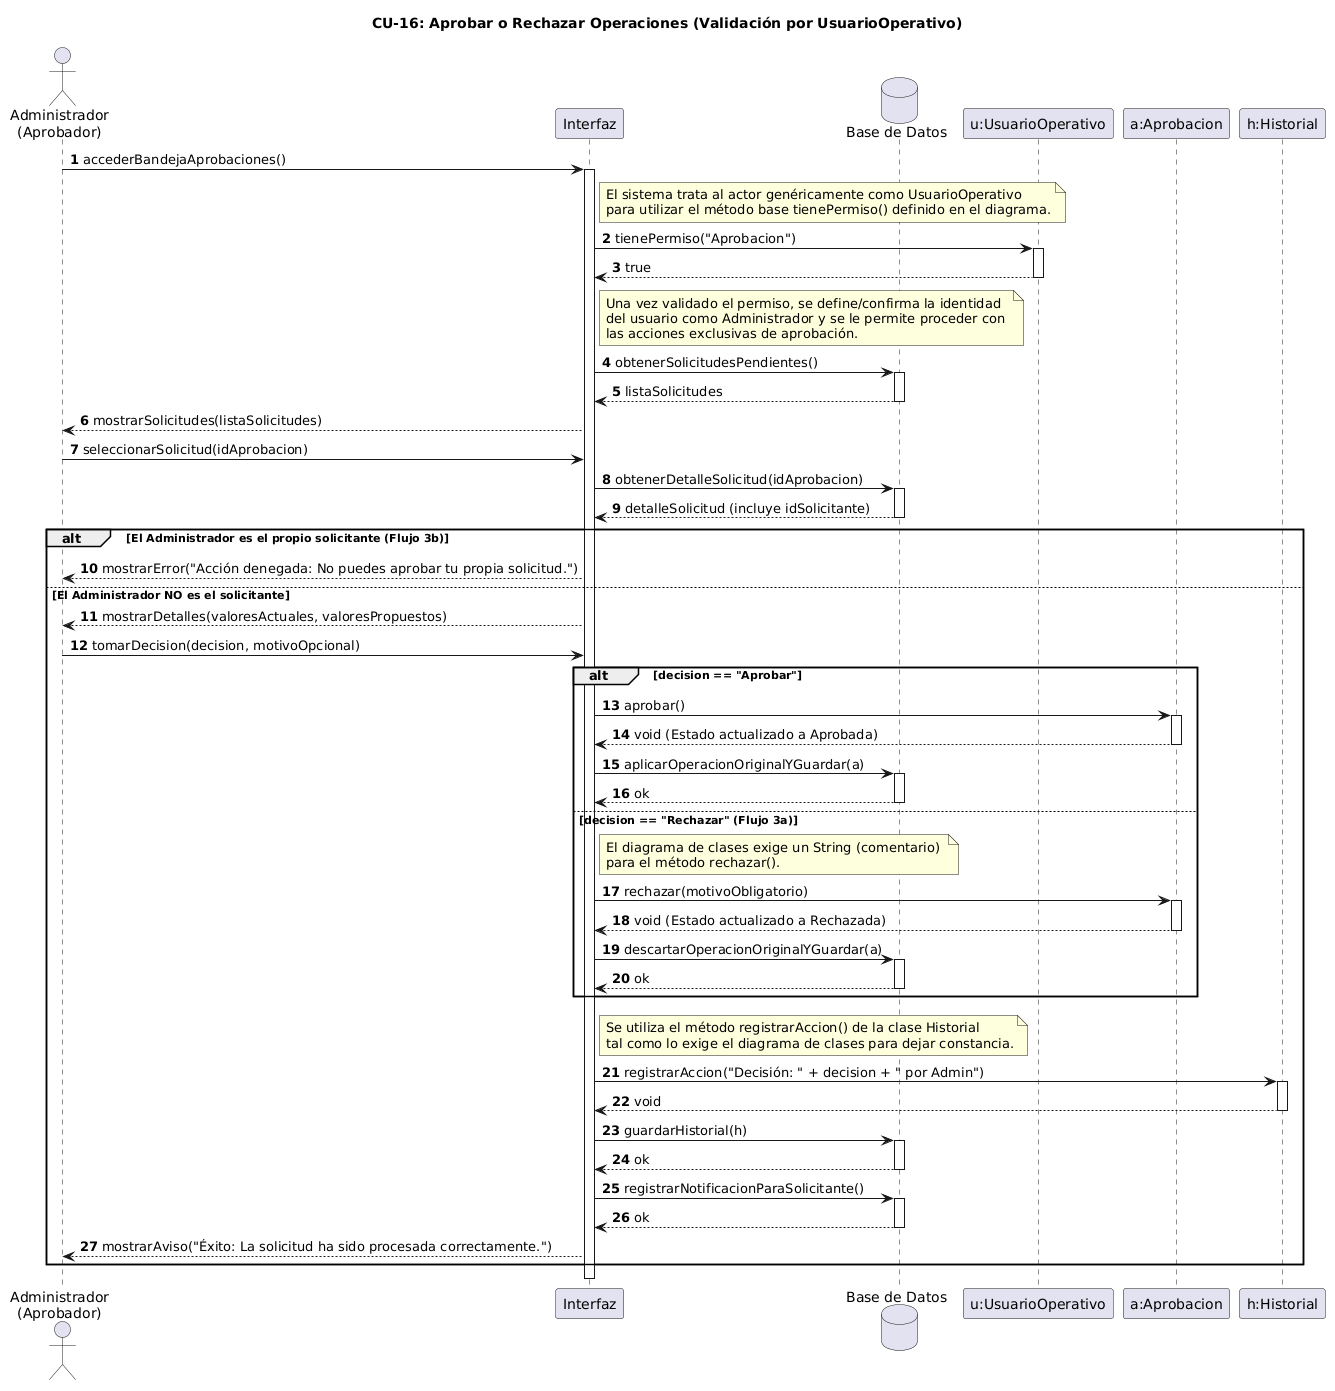 CU-16: Aprobar o Rechazar Operaciones (Validación por UsuarioOperativo)
Administrador
(Aprobador)
Interfaz
Base de Datos
u:UsuarioOperativo
a:Aprobacion
h:Historial
1 accederBandejaAprobaciones()
El sistema trata al actor genéricamente como UsuarioOperativo
para utilizar el método base tienePermiso() definido en el diagrama.
2 tienePermiso("Aprobacion")
3 true
Una vez validado el permiso, se define/confirma la identidad
del usuario como Administrador y se le permite proceder con
las acciones exclusivas de aprobación.
4 obtenerSolicitudesPendientes()
5 listaSolicitudes
6 mostrarSolicitudes(listaSolicitudes)
7 seleccionarSolicitud(idAprobacion)
8 obtenerDetalleSolicitud(idAprobacion)
9 detalleSolicitud (incluye idSolicitante)
alt [El Administrador es el propio solicitante (Flujo 3b)]
10 mostrarError("Acción denegada: No puedes aprobar tu propia solicitud.")
[El Administrador NO es el solicitante]
11 mostrarDetalles(valoresActuales, valoresPropuestos)
12 tomarDecision(decision, motivoOpcional)
alt [decision == "Aprobar"]
13 aprobar()
14 void (Estado actualizado a Aprobada)
15 aplicarOperacionOriginalYGuardar(a)
16 ok
[decision == "Rechazar" (Flujo 3a)]
El diagrama de clases exige un String (comentario)
para el método rechazar().
17 rechazar(motivoObligatorio)
18 void (Estado actualizado a Rechazada)
19 descartarOperacionOriginalYGuardar(a)
20 ok
Se utiliza el método registrarAccion() de la clase Historial
tal como lo exige el diagrama de clases para dejar constancia.
21 registrarAccion("Decisión: " + decision + " por Admin")
22 void
23 guardarHistorial(h)
24 ok
25 registrarNotificacionParaSolicitante()
26 ok
27 mostrarAviso("Éxito: La solicitud ha sido procesada correctamente.")
Administrador
(Aprobador)
Interfaz
Base de Datos
u:UsuarioOperativo
a:Aprobacion
h:Historial